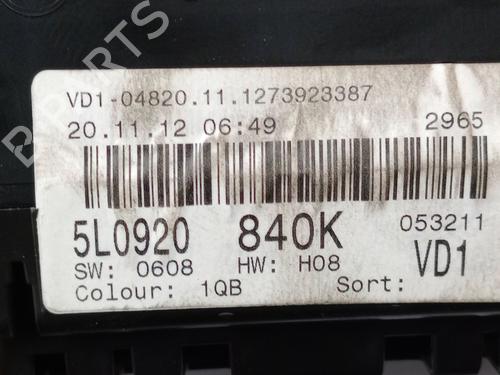 VD1-04820.11.1273923387
20.11.12 06:49 2965
5L0920 840K 053211
SW: 0608 HW: H08 VD1
Colour: 1QB Sort:
B-PARTS